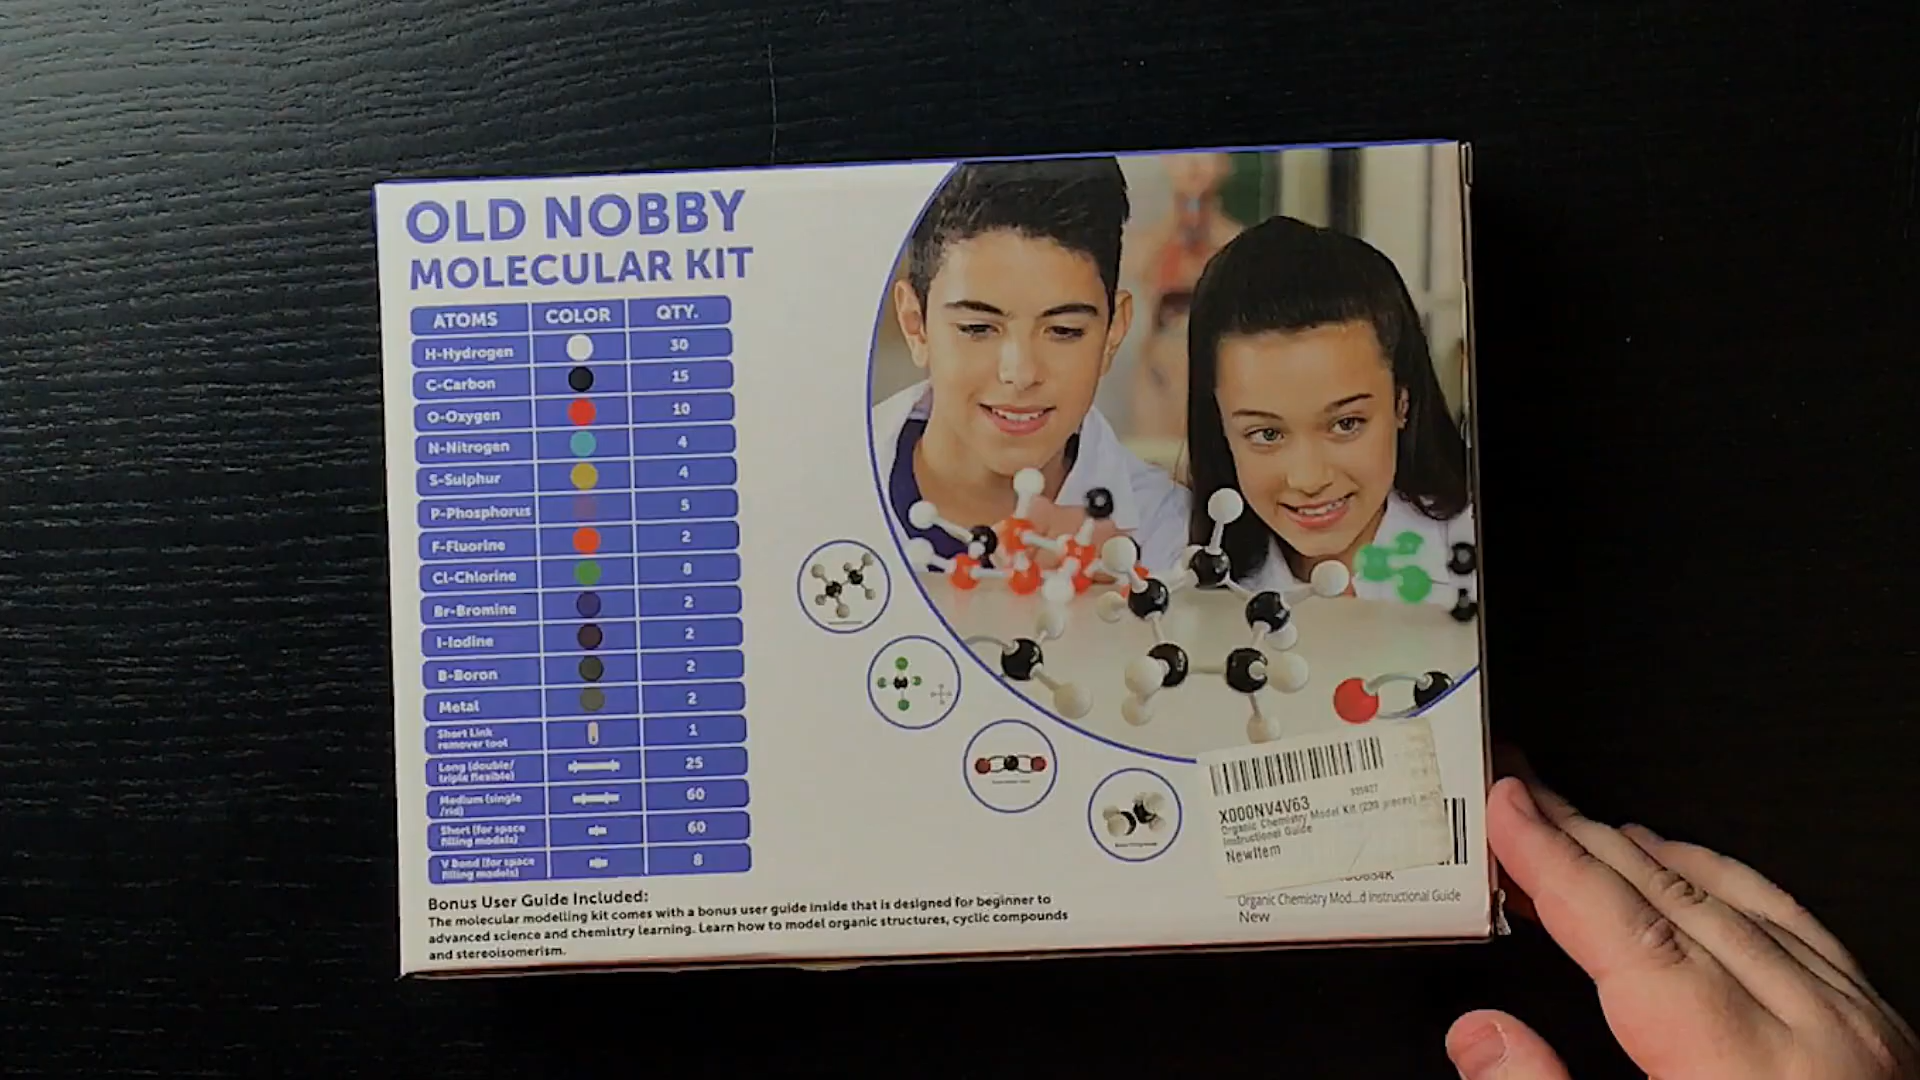 OLD NOBBY
MOLECULAR KIT
ATOMS COLOR QTY.
H-Hydrogen 30
C-Carbon 15
O-Oxygen 10
N-Nitrogen 4
S-Sulphur 4
P-Phosphorus 5
F-Fluorine 2
Cl-Chlorine 8
Br-Bromine 2
I-Iodine 2
B-Boron 2
Metal 2
Short Link
remover tool 1
Long (double/
triple flexible) 25
Medium (single
/rid) 60
Short (for space
filling models) 60
V Bond (for space
filling models) 8
Bonus User Guide Included:
The molecular modelling kit comes with a bonus user guide inside that is designed for beginner to
advanced science and chemistry learning. Learn how to model organic structures, cyclic compounds
and stereoisomerism.
X000NV4V63
Organic Chemistry Model Kit (239 pieces)
Instructional Guide
NewItem
Organic Chemistry Mod...d Instructional Guide
New